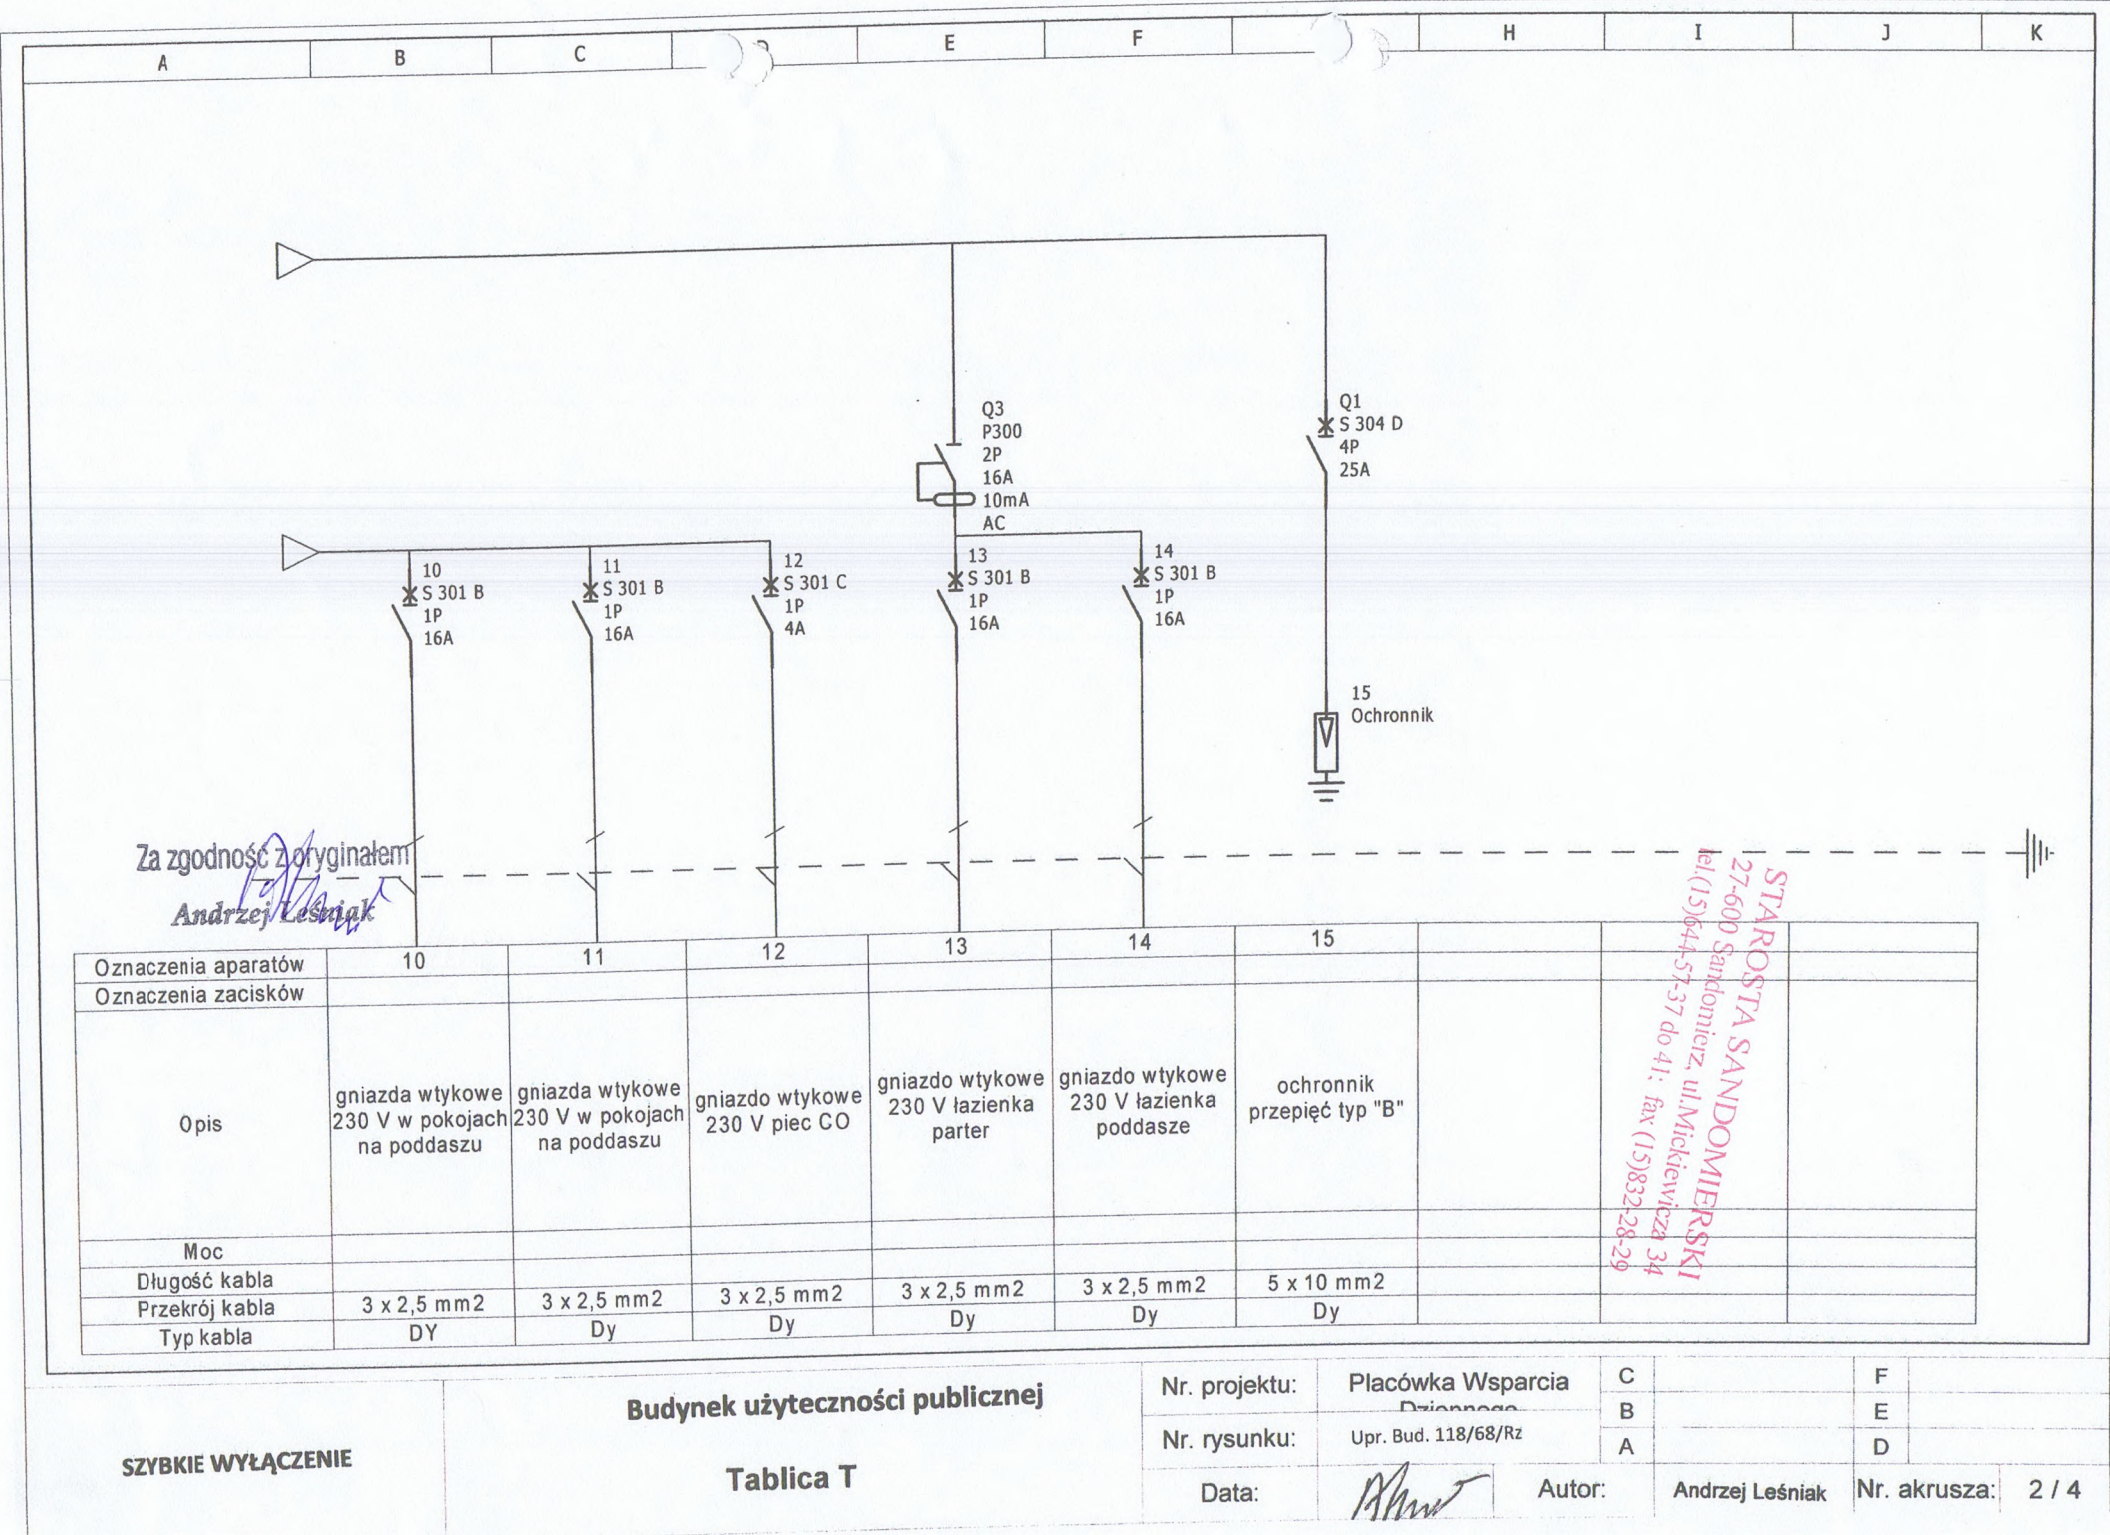 A B C E F H I J K
Q3
P300
2P
16A
10mA
AC
Q1
S 304 D
4P
25A
10
S 301 B
1P
16A
11
S 301 B
1P
16A
12
S 301 C
1P
4A
13
S 301 B
1P
16A
14
S 301 B
1P
16A
15
Ochronnik
Za zgodność z oryginałem
Andrzej Leśniak
STAROSTA SANDOMIERSKI
27-600 Sandomierz, ul.Mickiewicza 34
tel.(15)644-57-37 do 41; fax (15)832-28-29
Oznaczenia aparatów 10 11 12 13 14 15
Oznaczenia zacisków
Opis
gniazda wtykowe
230 V w pokojach
na poddaszu
gniazda wtykowe
230 V w pokojach
na poddaszu
gniazdo wtykowe
230 V piec CO
gniazdo wtykowe
230 V łazienka
parter
gniazdo wtykowe
230 V łazienka
poddasze
ochronnik
przepięć typ "B"
Moc
Długość kabla
Przekrój kabla 3 x 2,5 mm2 3 x 2,5 mm2 3 x 2,5 mm2 3 x 2,5 mm2 3 x 2,5 mm2 5 x 10 mm2
Typ kabla DY Dy Dy Dy Dy Dy
SZYBKIE WYŁĄCZENIE
Budynek użyteczności publicznej
Tablica T
Nr. projektu: Placówka Wsparcia
Dziennego
Nr. rysunku: Upr. Bud. 118/68/Rz
Data:
Autor: Andrzej Leśniak
C F
B E
A D
Nr. akrusza: 2 / 4